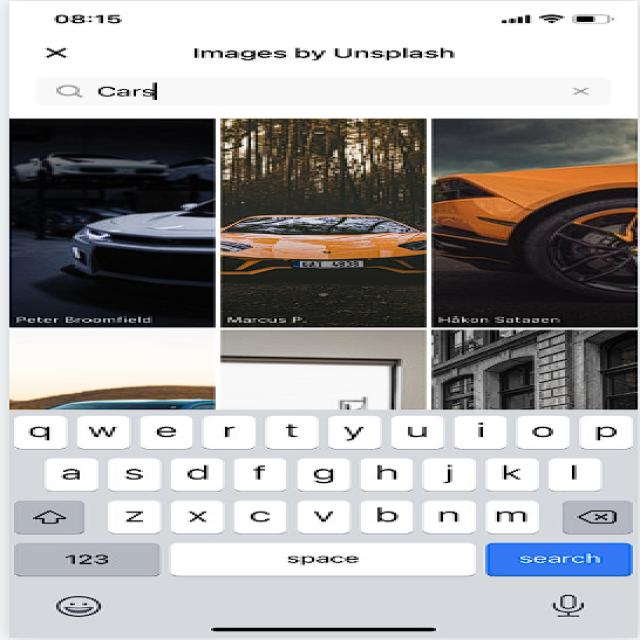 08:15
Images by Unsplash
Cars
Peter Broomfield
Marcus P.
Håkon Sataøen
q w e r t y u i o p
a s d f g h j k l
z x c v b n m
123 space search